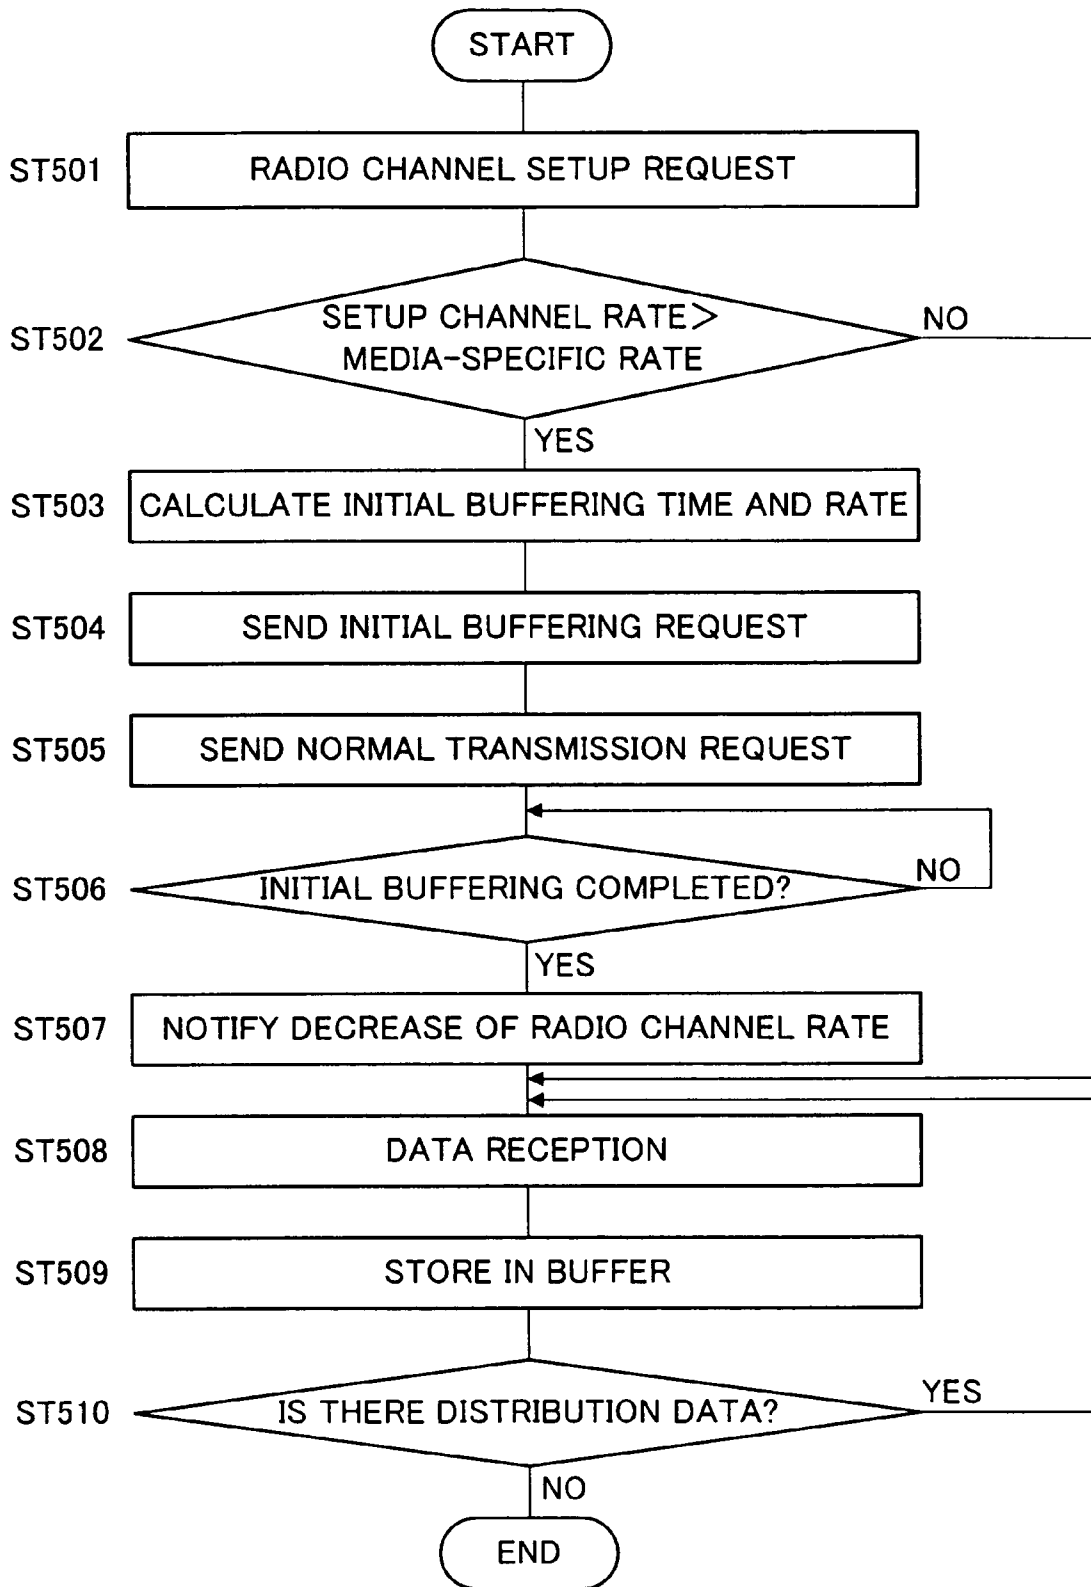 START
ST501
RADIO CHANNEL SETUP REQUEST
ST502
SETUP CHANNEL RATE>
MEDIA-SPECIFIC RATE
NO
YES
ST503
CALCULATE INITIAL BUFFERING TIME AND RATE
ST504
SEND INITIAL BUFFERING REQUEST
ST505
SEND NORMAL TRANSMISSION REQUEST
ST506
INITIAL BUFFERING COMPLETED?
NO
YES
ST507
NOTIFY DECREASE OF RADIO CHANNEL RATE
ST508
DATA RECEPTION
ST509
STORE IN BUFFER
ST510
IS THERE DISTRIBUTION DATA?
YES
NO
END